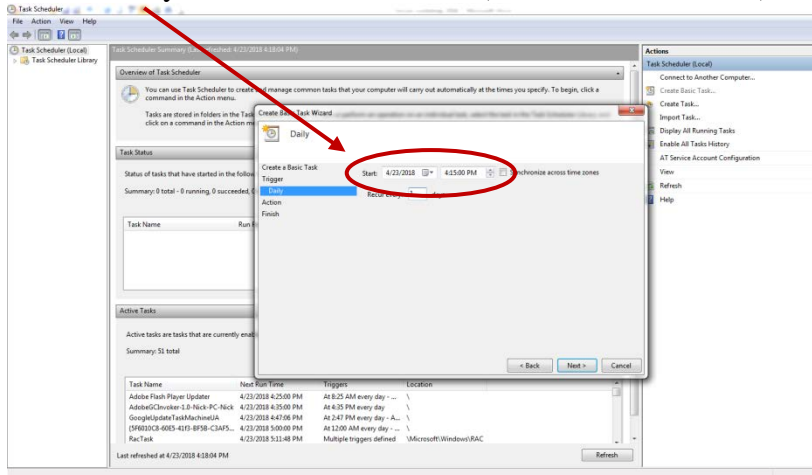 Task Scheduler
File Action View Help
Task Scheduler (Local)
Task Scheduler Library
Task Scheduler Summary (Last refreshed: 4/23/2018 4:18:04 PM)
Overview of Task Scheduler
You can use Task Scheduler to create and manage common tasks that your computer will carry out automatically at the times you specify. To begin, click a
command in the Action menu.
Tasks are stored in folders in the Task
click on a command in the Action me
Task Status
Status of tasks that have started in the follow
Summary: 0 total - 0 running, 0 succeeded, 0
Task Name Run R
Active Tasks
Active tasks are tasks that are currently enab
Summary: 51 total
Task Name Next Run Time Triggers Location
Adobe Flash Player Updater 4/23/2018 4:25:00 PM At 8:25 AM every day - ... \
AdobeGCInvoker-1.0-Nick-PC-Nick 4/23/2018 4:35:00 PM At 4:35 PM every day \
GoogleUpdateTaskMachineUA 4/23/2018 4:47:06 PM At 2:47 PM every day - A... \
4/23/2018 5:00:00 PM At 12:00 AM every day - ... \
RacTask 4/23/2018 5:11:48 PM Multiple triggers defined \Microsoft\Windows\RAC
Last refreshed at 4/23/2018 4:18:04 PM
Refresh
Create Basic Task Wizard
Daily
Create a Basic Task
Trigger
Daily
Action
Finish
Start: 4/23/2018 4:15:00 PM Synchronize across time zones
Recur every
< Back Next > Cancel
Actions
Task Scheduler (Local)
Connect to Another Computer...
Create Basic Task...
Create Task...
Import Task...
Display All Running Tasks
Enable All Tasks History
AT Service Account Configuration
View
Refresh
Help